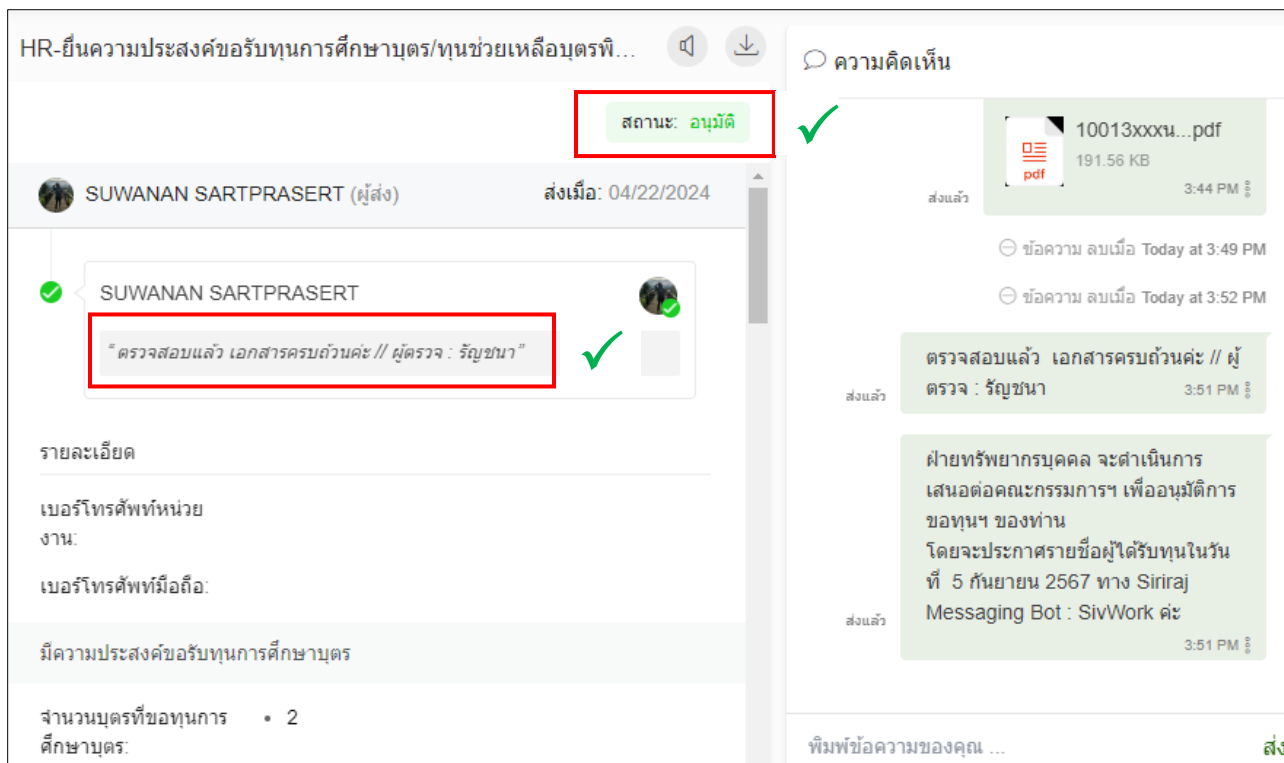 HR-ยื่นความประสงค์ขอรับทุนการศึกษาบุตร/ทุนช่วยเหลือบุตรพิ...
สถานะ: อนุมัติ
SUWANAN SARTPRASERT (ผู้ส่ง)
ส่งเมื่อ: 04/22/2024
SUWANAN SARTPRASERT
“ ตรวจสอบแล้ว เอกสารครบถ้วนค่ะ // ผู้ตรวจ : รัญชนา”
รายละเอียด
เบอร์โทรศัพท์หน่วย
งาน:
เบอร์โทรศัพท์มือถือ:
มีความประสงค์ขอรับทุนการศึกษาบุตร
จำนวนบุตรที่ขอทุนการ • 2
ศึกษาบุตร:
ความคิดเห็น
10013xxxน...pdf
191.56 KB
pdf
3:44 PM
ส่งแล้ว
ข้อความ ลบเมื่อ Today at 3:49 PM
ข้อความ ลบเมื่อ Today at 3:52 PM
ตรวจสอบแล้ว เอกสารครบถ้วนค่ะ // ผู้
ตรวจ : รัญชนา
3:51 PM
ส่งแล้ว
ฝ่ายทรัพยากรบุคคล จะดำเนินการ
เสนอต่อคณะกรรมการฯ เพื่ออนุมัติการ
ขอทุนฯ ของท่าน
โดยจะประกาศรายชื่อผู้ได้รับทุนในวัน
ที่ 5 กันยายน 2567 ทาง Siriraj
Messaging Bot : SivWork ค่ะ
3:51 PM
ส่งแล้ว
พิมพ์ข้อความของคุณ ...
ส่ง